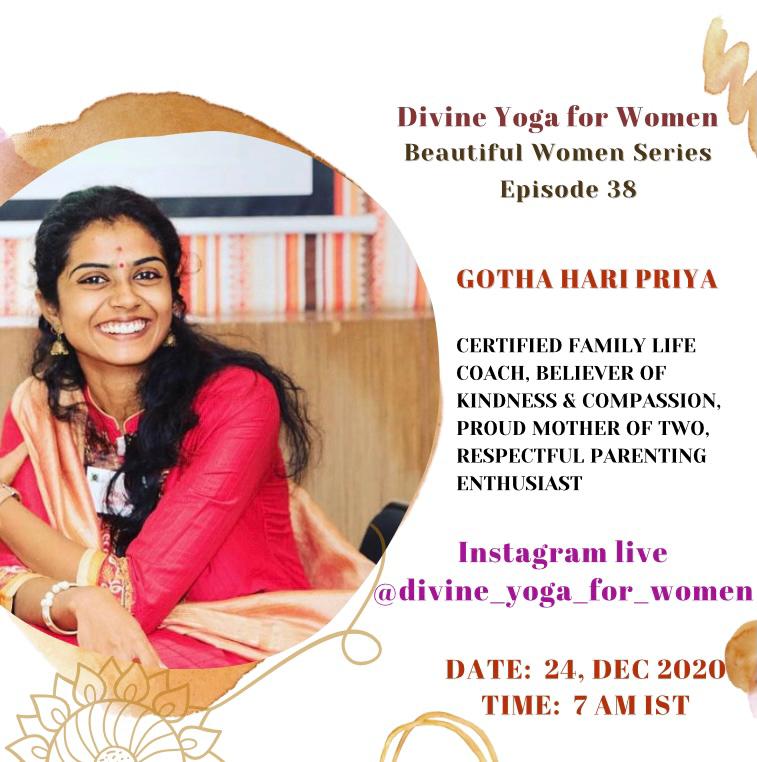 Divine Yoga for Women
Beautiful Women Series
Episode 38
GOTHA HARI PRIYA
CERTIFIED FAMILY LIFE
COACH, BELIEVER OF
KINDNESS & COMPASSION,
PROUD MOTHER OF TWO,
RESPECTFUL PARENTING
ENTHUSIAST
Instagram live
@divine_yoga_for_women
DATE: 24, DEC 2020
TIME: 7 AM IST